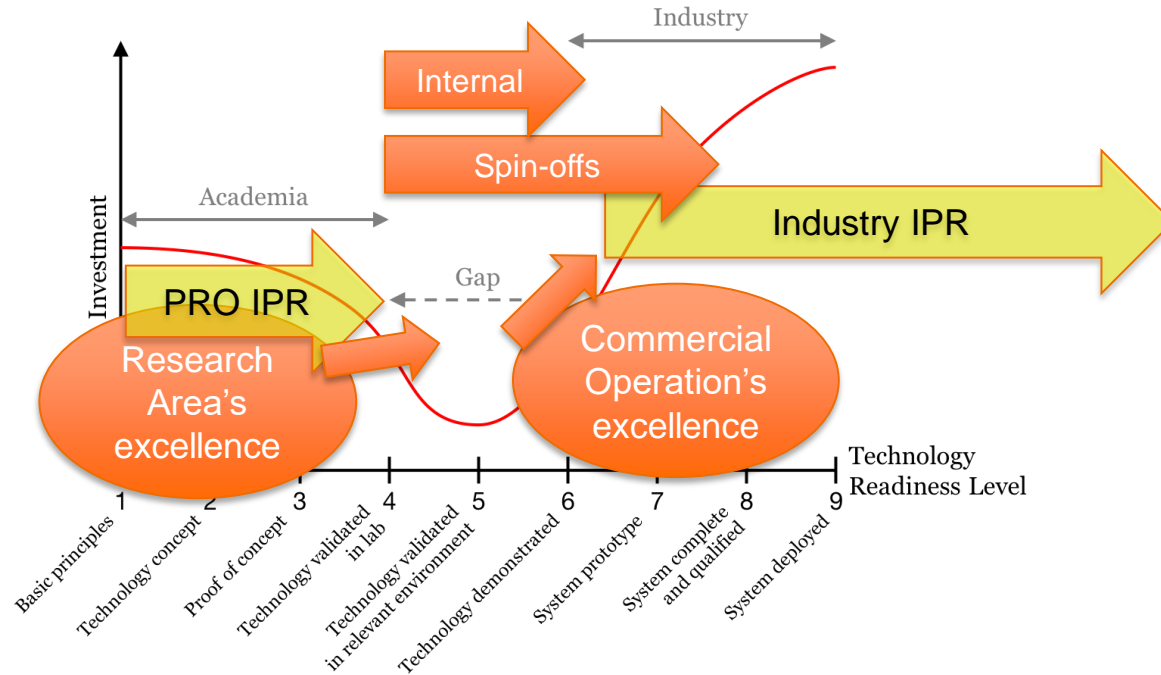 Industry
Internal
Spin-offs
Academia
Industry IPR
Investment
Gap
PRO IPR
Research
Area's
excellence
Commercial
Operation's
excellence
Technology
Readiness Level
1
2
3
4
5
6
7
8
9
Basic principles
Technology concept
Proof of concept
Technology validated
in lab
Technology validated
in relevant environment
Technology demonstrated
System prototype
System complete
and qualified
System deployed